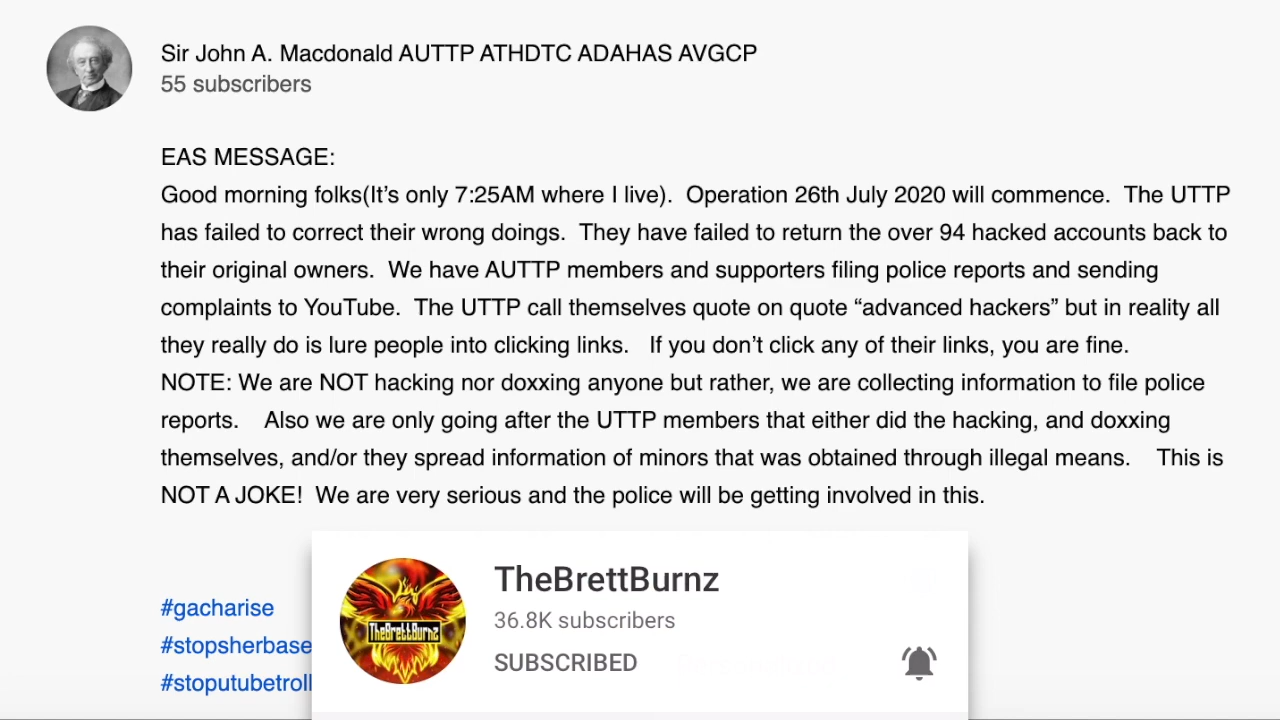 Sir John A. Macdonald AUTTP ATHDTC ADAHAS AVGCP
55 subscribers
EAS MESSAGE:
Good morning folks(It’s only 7:25AM where I live).  Operation 26th July 2020 will commence.  The UTTP
has failed to correct their wrong doings.  They have failed to return the over 94 hacked accounts back to
their original owners.  We have AUTTP members and supporters filing police reports and sending
complaints to YouTube.  The UTTP call themselves quote on quote “advanced hackers” but in reality all
they really do is lure people into clicking links.   If you don’t click any of their links, you are fine.
NOTE: We are NOT hacking nor doxxing anyone but rather, we are collecting information to file police
reports.    Also we are only going after the UTTP members that either did the hacking, and doxxing
themselves, and/or they spread information of minors that was obtained through illegal means.    This is
NOT A JOKE!  We are very serious and the police will be getting involved in this.
#gacharise
#stopsherbase
#stoputubetroll
TheBrettBurnz
TheBrettBurnz
36.8K subscribers
SUBSCRIBED